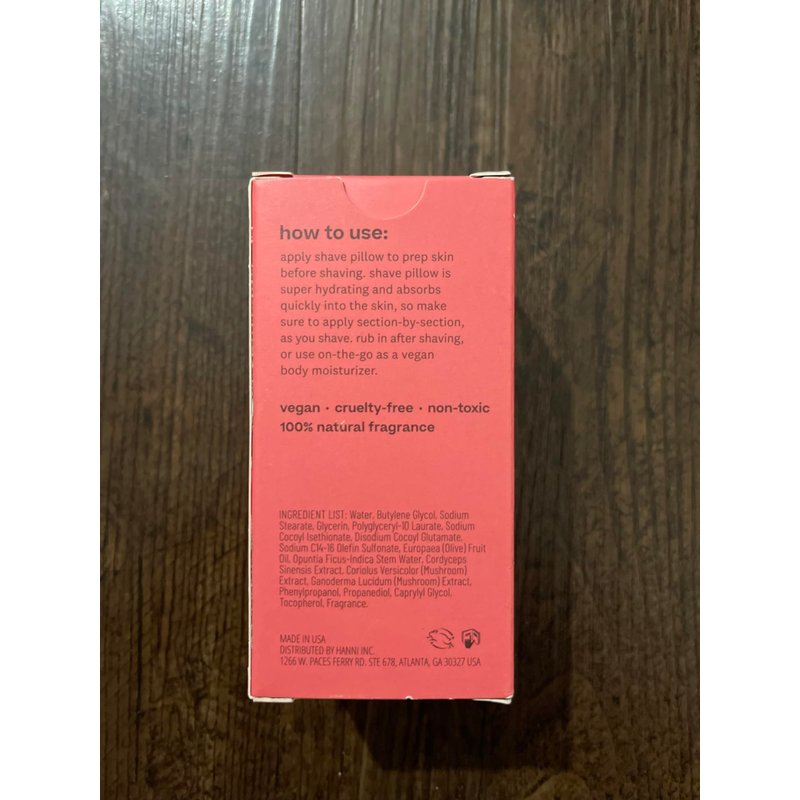 how to use:
apply shave pillow to prep skin
before shaving. shave pillow is
super hydrating and absorbs
quickly into the skin, so make
sure to apply section-by-section,
as you shave. rub in after shaving,
or use on-the-go as a vegan
body moisturizer.
vegan · cruelty-free · non-toxic
100% natural fragrance
INGREDIENT LIST: Water, Butylene Glycol, Sodium
Stearate, Glycerin, Polyglyceryl-10 Laurate, Sodium
Cocoyl Isethionate, Disodium Cocoyl Glutamate,
Sodium C14-16 Olefin Sulfonate, Europaea (Olive) Fruit
Oil, Opuntia Ficus-Indica Stem Water, Cordyceps
Sinensis Extract, Coriolus Versicolor (Mushroom)
Extract, Ganoderma Lucidum (Mushroom) Extract,
Phenylpropanol, Propanediol, Caprylyl Glycol,
Tocopherol, Fragrance.
MADE IN USA
DISTRIBUTED BY HANNI INC.
1266 W. PACES FERRY RD. STE 678, ATLANTA, GA 30327 USA